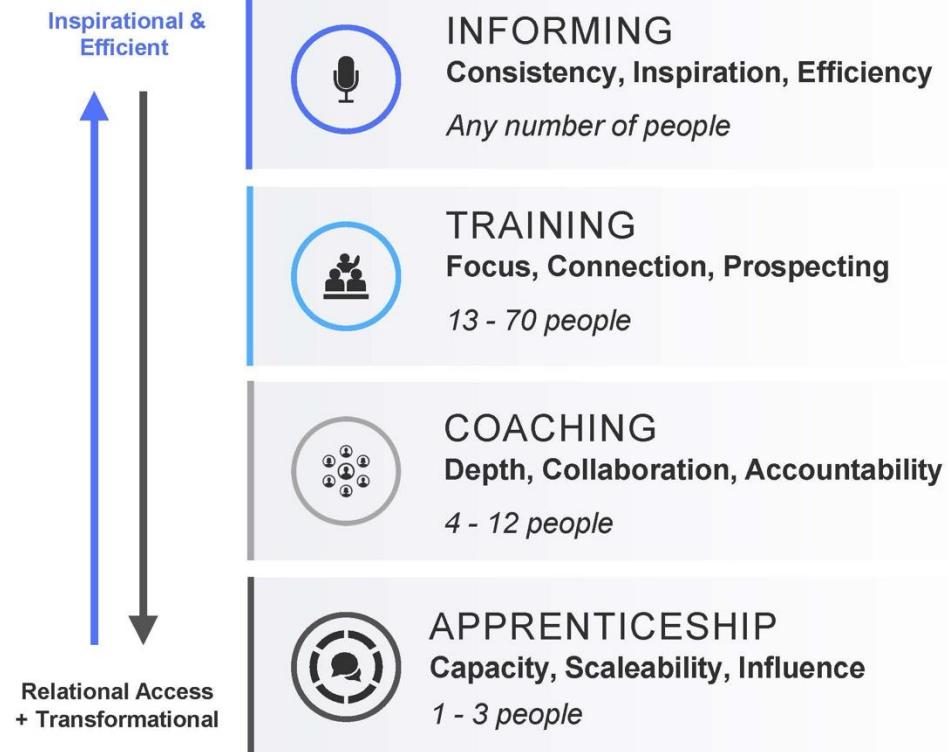 Inspirational &
Efficient
INFORMING
Consistency, Inspiration, Efficiency
Any number of people
TRAINING
Focus, Connection, Prospecting
13 - 70 people
COACHING
Depth, Collaboration, Accountability
4 - 12 people
APPRENTICESHIP
Capacity, Scaleability, Influence
1 - 3 people
Relational Access
+ Transformational